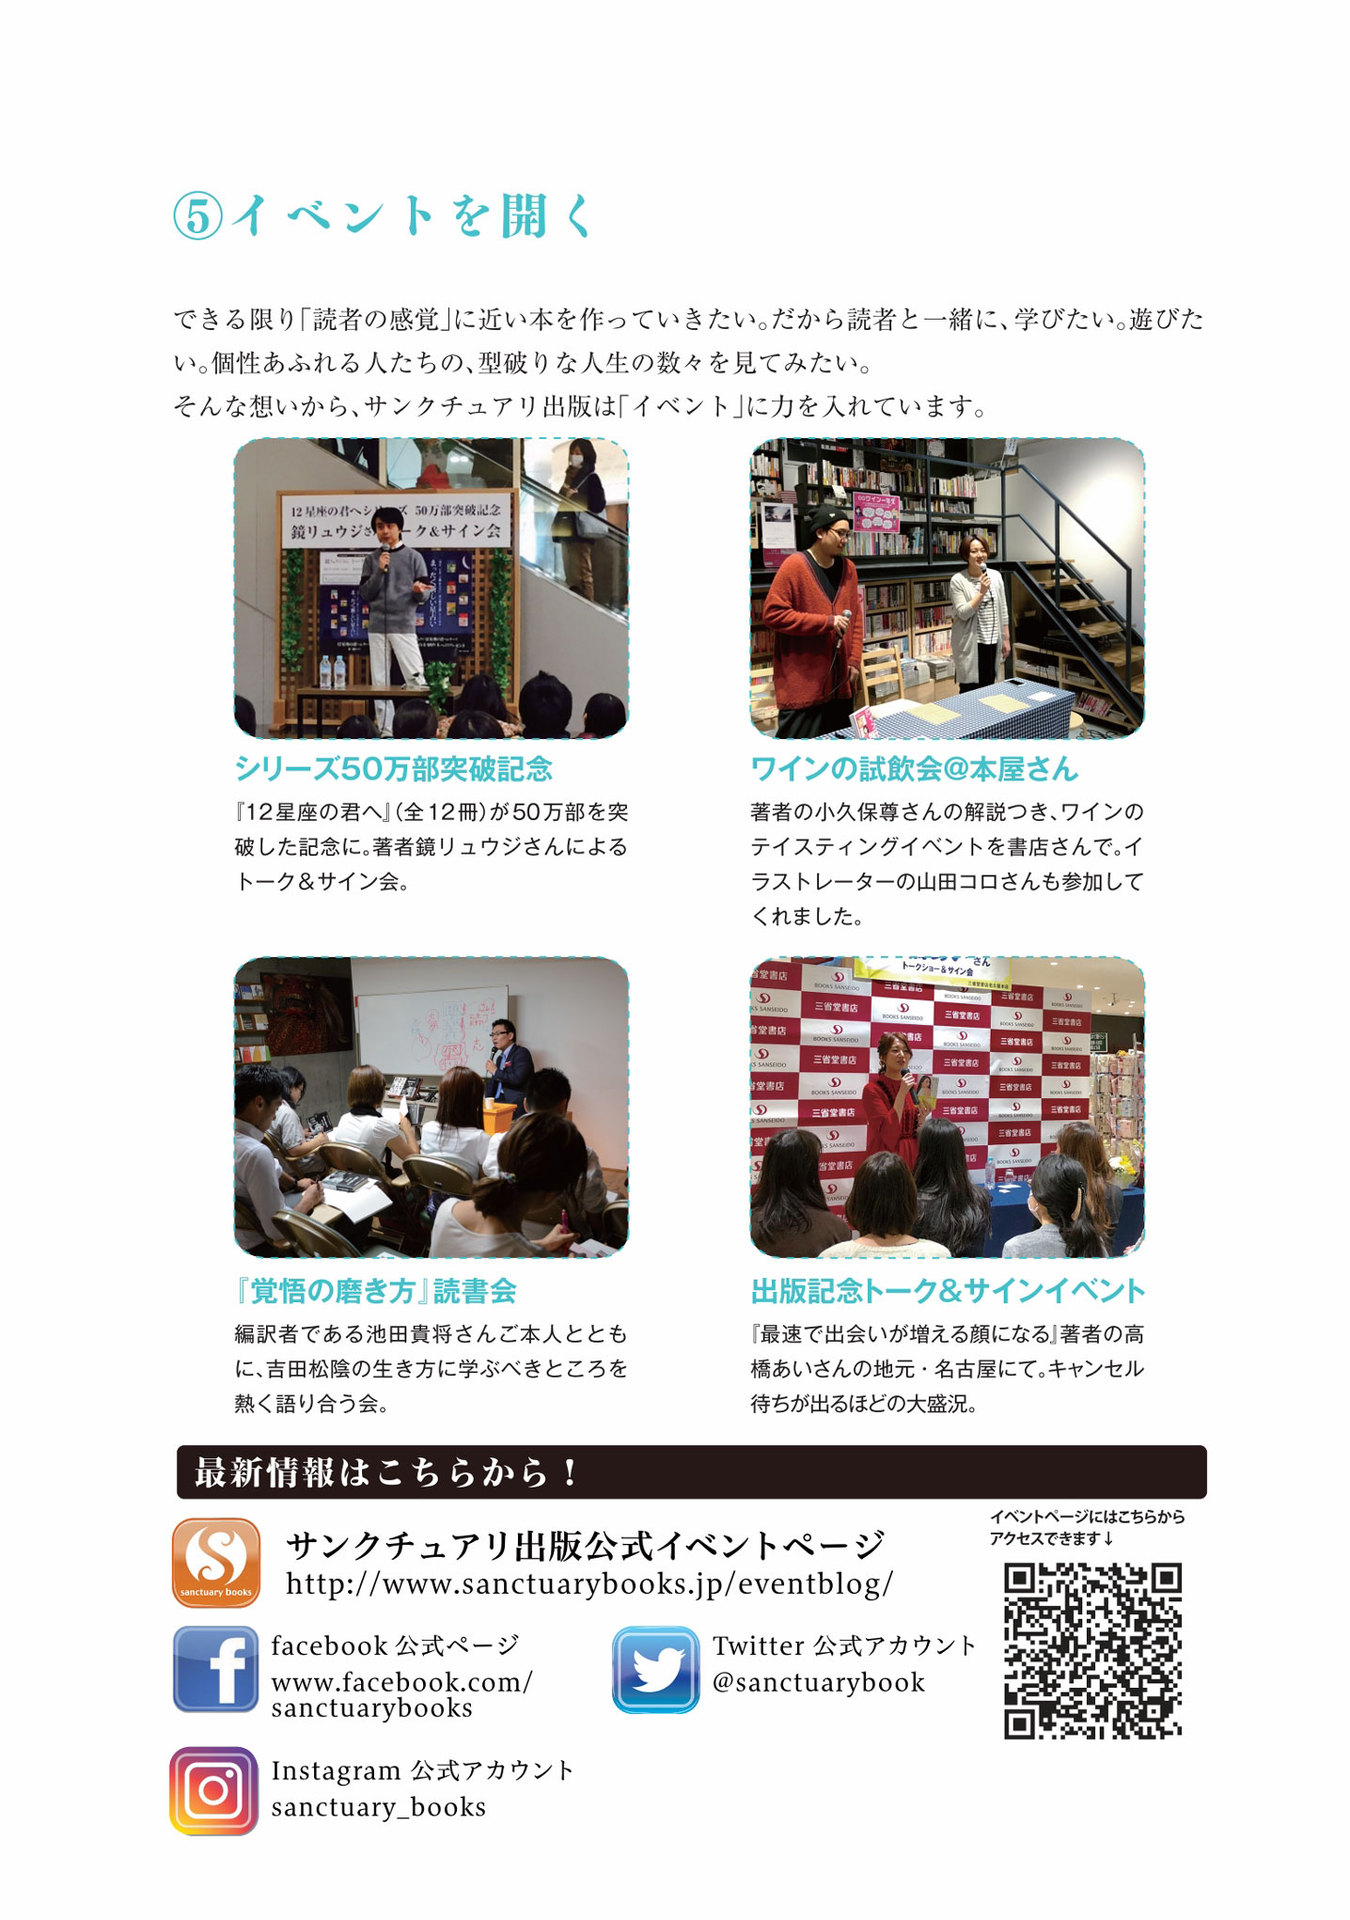 ⑤イベントを開く
できる限り「読者の感覚」に近い本を作っていきたい。だから読者と一緒に、学びたい。遊びた
い。個性あふれる人たちの、型破りな人生の数々を見てみたい。
そんな想いから、サンクチュアリ出版は「イベント」に力を入れています。
12星座の君へシリーズ 50万部突破記念
鏡リュウジさん トーク&サイン会
シリーズ50万部突破記念
『12星座の君へ』(全12冊)が50万部を突
破した記念に。著者鏡リュウジさんによる
トーク&サイン会。
ワインの試飲会@本屋さん
著者の小久保尊さんの解説つき、ワインの
テイスティングイベントを書店さんで。イ
ラストレーターの山田コロさんも参加して
くれました。
さん
トークショー&サイン会
三省堂書店名古屋本店
三省堂書店
BOOKS SANSEIDO
『覚悟の磨き方』読書会
編訳者である池田貴将さんご本人ととも
に、吉田松陰の生き方に学ぶべきところを
熱く語り合う会。
出版記念トーク&サインイベント
『最速で出会いが増える顔になる』著者の高
橋あいさんの地元・名古屋にて。キャンセル
待ちが出るほどの大盛況。
最新情報はこちらから!
sanctuary books
サンクチュアリ出版公式イベントページ
http://www.sanctuarybooks.jp/eventblog/
イベントページにはこちらから
アクセスできます↓
facebook 公式ページ
www.facebook.com/
sanctuarybooks
Twitter 公式アカウント
@sanctuarybook
Instagram 公式アカウント
sanctuary_books